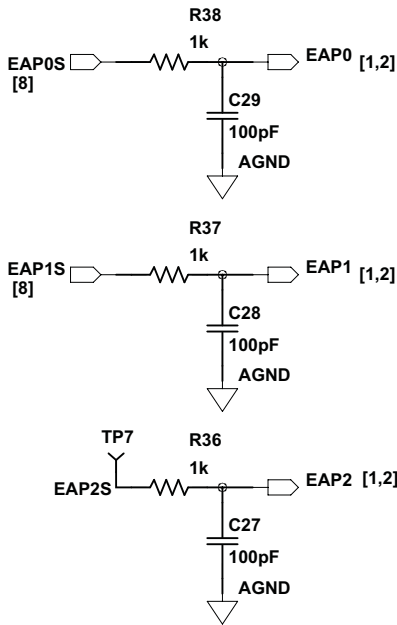 R38
1k
EAP0S
[8]
EAP0 [1,2]
C29
100pF
AGND
R37
1k
EAP1S
[8]
EAP1 [1,2]
C28
100pF
AGND
TP7
R36
1k
EAP2S
EAP2 [1,2]
C27
100pF
AGND